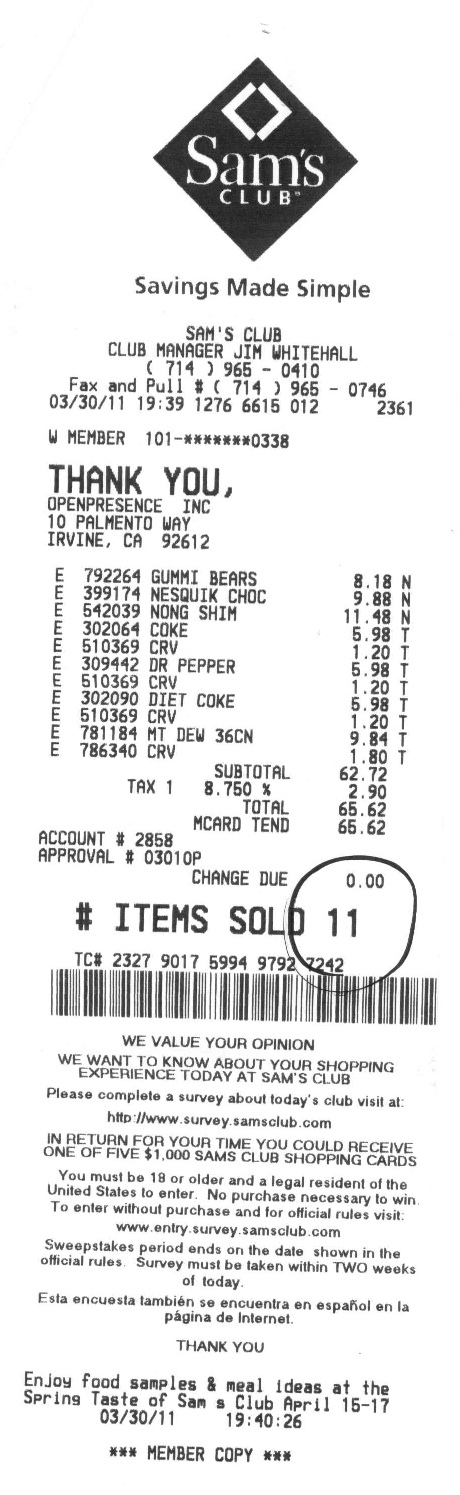 Sam's
CLUB
Savings Made Simple
SAM'S CLUB
CLUB MANAGER JIM WHITEHALL
( 714 ) 965 - 0410
Fax and Pull # ( 714 ) 965 - 0746
03/30/11 19:39 1276 6615 012 2361
W MEMBER 101-*******0338
THANK YOU,
OPENPRESENCE INC
10 PALMENTO WAY
IRVINE, CA 92612
E 792264 GUMMI BEARS 8.18 N
E 399174 NESQUIK CHOC 9.88 N
E 542039 NONG SHIM 11.48 N
E 302064 COKE 5.98 T
E 510369 CRV 1.20 T
E 309442 DR PEPPER 5.98 T
E 510369 CRV 1.20 T
E 302090 DIET COKE 5.98 T
E 510369 CRV 1.20 T
E 781184 MT DEW 36CN 9.84 T
E 786340 CRV 1.80 T
SUBTOTAL 62.72
TAX 1 8.750 % 2.90
TOTAL 65.62
MCARD TEND 65.62
ACCOUNT # 2858
APPROVAL # 03010P
CHANGE DUE 0.00
# ITEMS SOLD 11
TC# 2327 9017 5994 9792 7242
WE VALUE YOUR OPINION
WE WANT TO KNOW ABOUT YOUR SHOPPING
EXPERIENCE TODAY AT SAM'S CLUB
Please complete a survey about today's club visit at:
http://www.survey.samsclub.com
IN RETURN FOR YOUR TIME YOU COULD RECEIVE
ONE OF FIVE $1,000 SAMS CLUB SHOPPING CARDS
You must be 18 or older and a legal resident of the
United States to enter. No purchase necessary to win.
To enter without purchase and for official rules visit:
www.entry.survey.samsclub.com
Sweepstakes period ends on the date shown in the
official rules. Survey must be taken within TWO weeks
of today.
Esta encuesta también se encuentra en español en la
página de Internet.
THANK YOU
Enjoy food samples & meal ideas at the
Spring Taste of Sam s Club April 15-17
03/30/11 19:40:26
*** MEMBER COPY ***